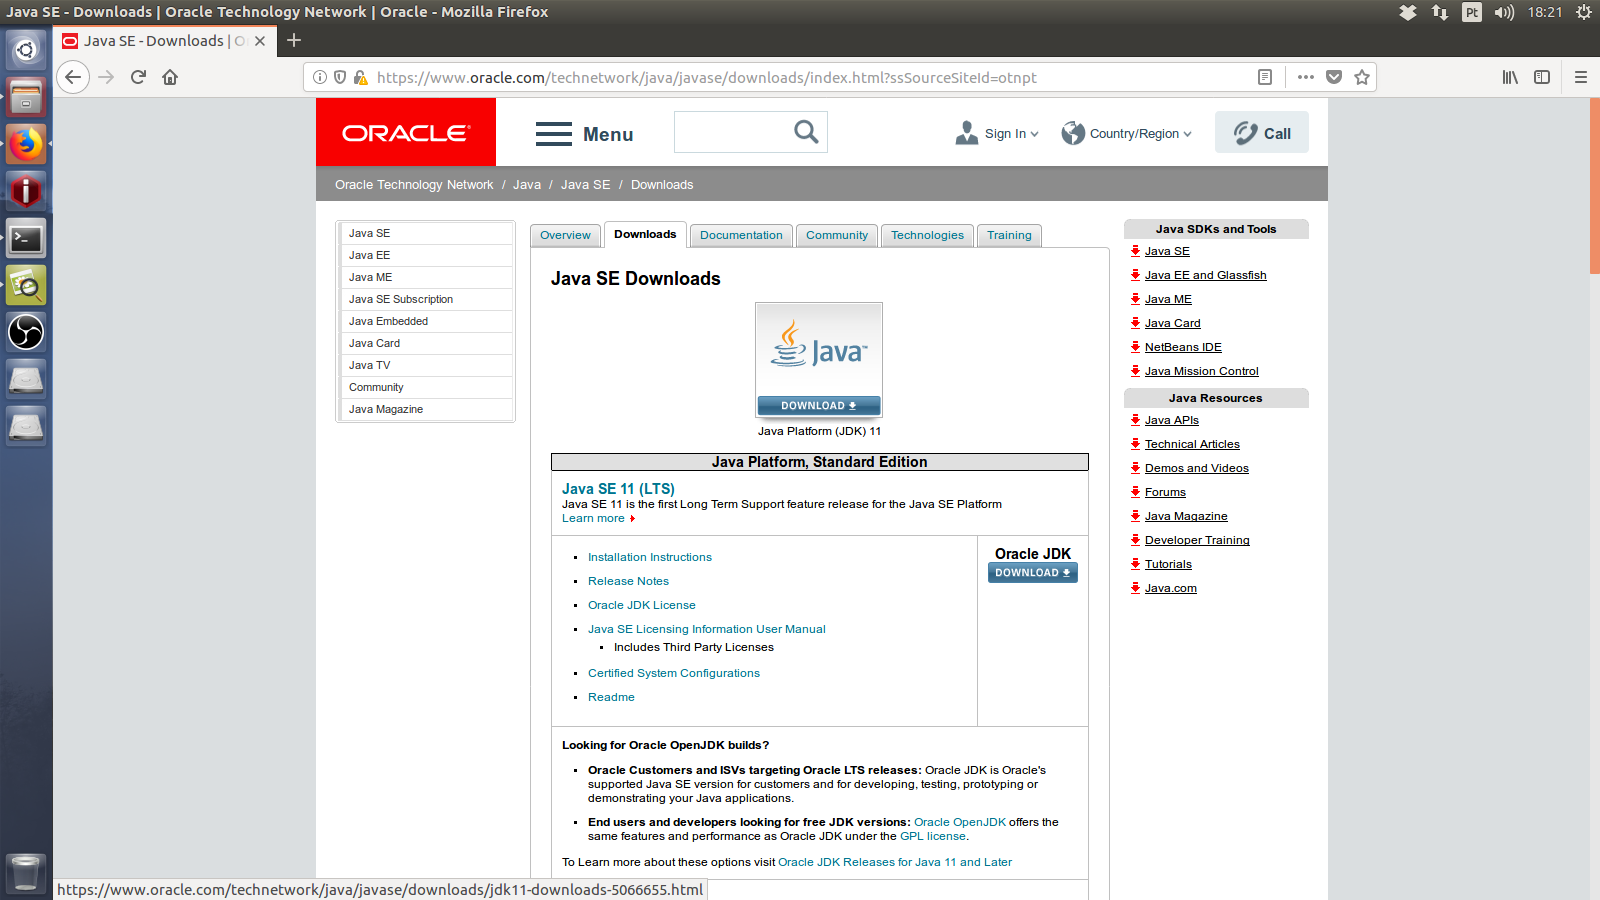 Java SE - Downloads | Oracle Technology Network | Oracle - Mozilla Firefox
Pt
18:21
Java SE - Downloads | O
https://www.oracle.com/technetwork/java/javase/downloads/index.html?ssSourceSiteId=otnpt
ORACLE
Menu
Sign In
Country/Region
Call
Oracle Technology Network / Java / Java SE / Downloads
Java SE
Java EE
Java ME
Java SE Subscription
Java Embedded
Java Card
Java TV
Community
Java Magazine
Overview
Downloads
Documentation
Community
Technologies
Training
Java SE Downloads
Java™
DOWNLOAD
Java Platform (JDK) 11
Java Platform, Standard Edition
Java SE 11 (LTS)
Java SE 11 is the first Long Term Support feature release for the Java SE Platform
Learn more
Installation Instructions
Release Notes
Oracle JDK License
Java SE Licensing Information User Manual
Includes Third Party Licenses
Certified System Configurations
Readme
Oracle JDK
DOWNLOAD
Looking for Oracle OpenJDK builds?
Oracle Customers and ISVs targeting Oracle LTS releases: Oracle JDK is Oracle's
supported Java SE version for customers and for developing, testing, prototyping or
demonstrating your Java applications.
End users and developers looking for free JDK versions: Oracle OpenJDK offers the
same features and performance as Oracle JDK under the GPL license.
To Learn more about these options visit Oracle JDK Releases for Java 11 and Later
Java SDKs and Tools
Java SE
Java EE and Glassfish
Java ME
Java Card
NetBeans IDE
Java Mission Control
Java Resources
Java APIs
Technical Articles
Demos and Videos
Forums
Java Magazine
Developer Training
Tutorials
Java.com
https://www.oracle.com/technetwork/java/javase/downloads/jdk11-downloads-5066655.html